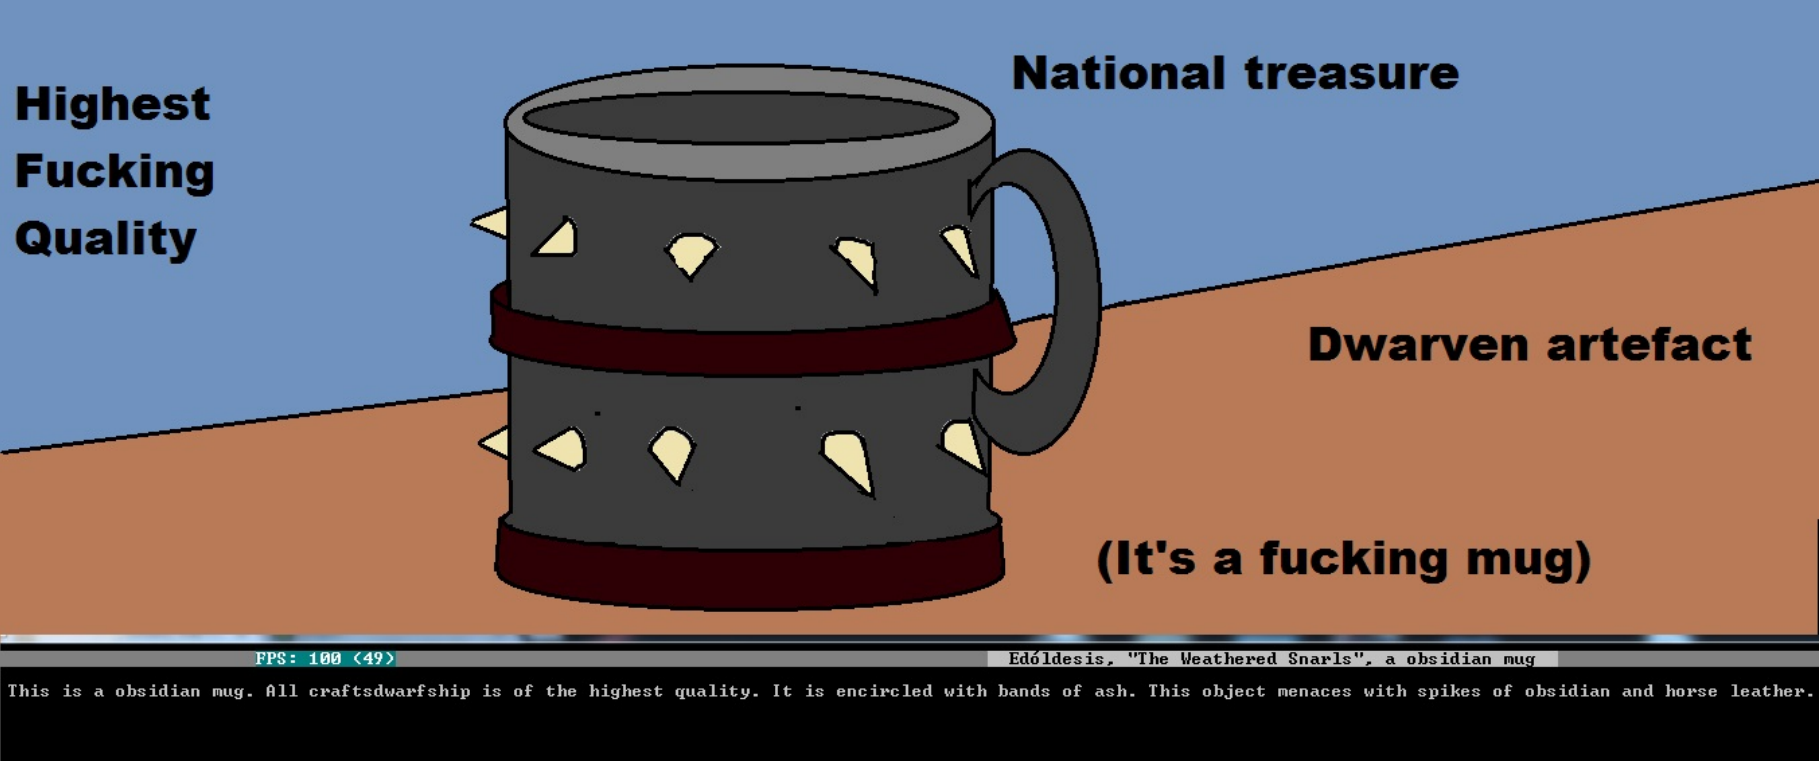 Highest
Fucking
Quality
National treasure
Dwarven artefact
(It's a fucking mug)
FPS: 100 (49)
Edóldesis, "The Weathered Snarls", a obsidian mug
This is a obsidian mug. All craftsdwarfship is of the highest quality. It is encircled with bands of ash. This object menaces with spikes of obsidian and horse leather.